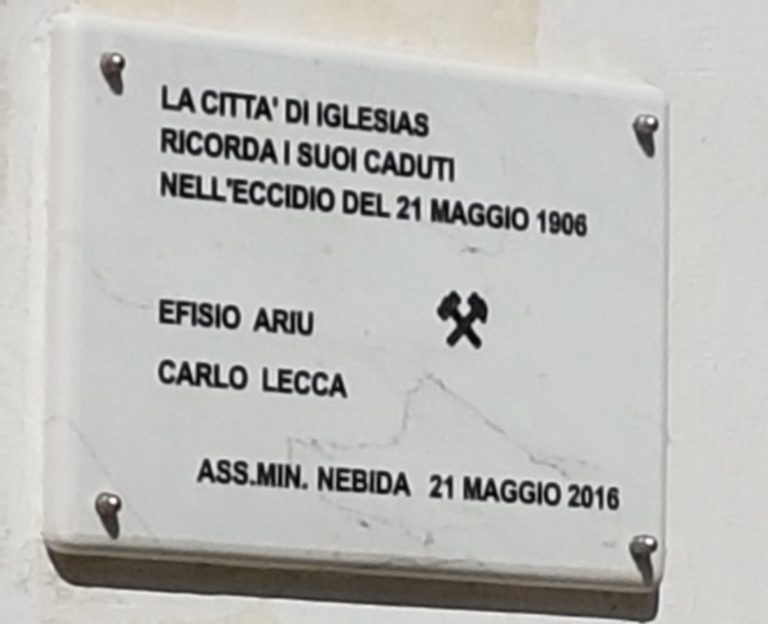 LA CITTA' DI IGLESIAS
RICORDA I SUOI CADUTI
NELL'ECCIDIO DEL 21 MAGGIO 1906
EFISIO ARIU
CARLO LECCA
ASS.MIN. NEBIDA 21 MAGGIO 2016